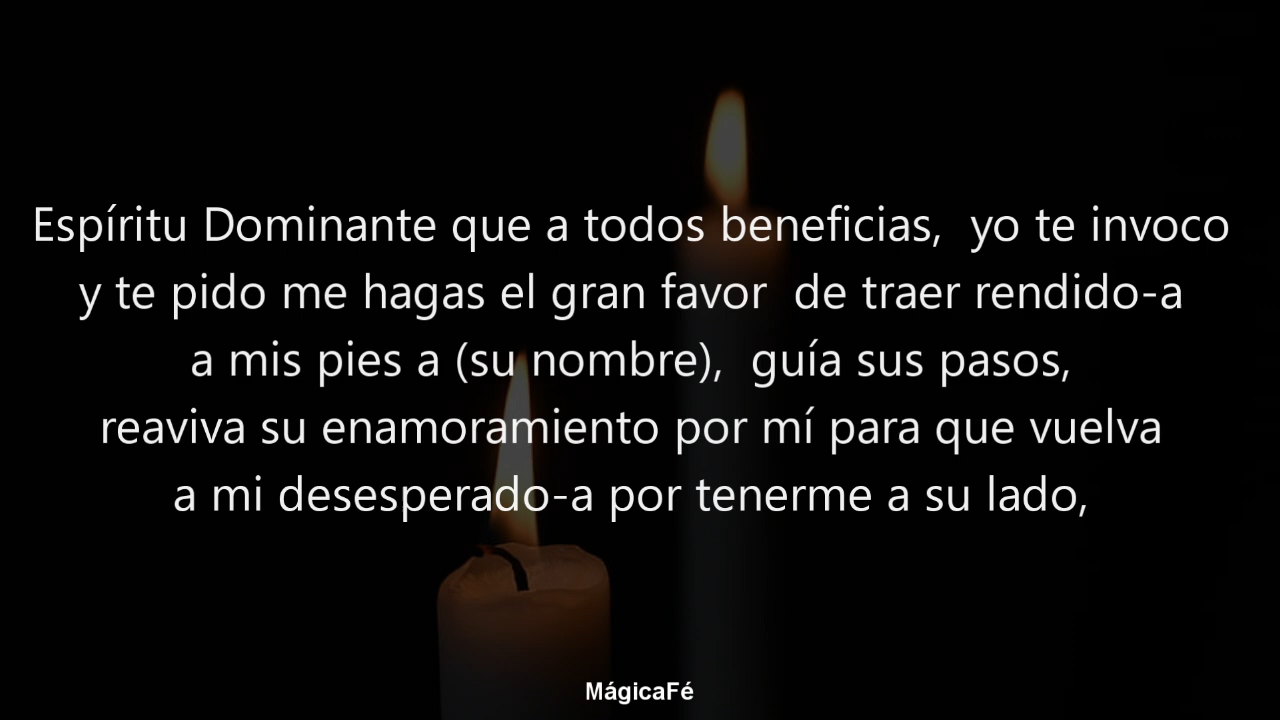 Espíritu Dominante que a todos beneficias,  yo te invoco
y te pido me hagas el gran favor  de traer rendido-a
a mis pies a (su nombre),  guía sus pasos,
reaviva su enamoramiento por mí para que vuelva
a mi desesperado-a por tenerme a su lado,
MágicaFé